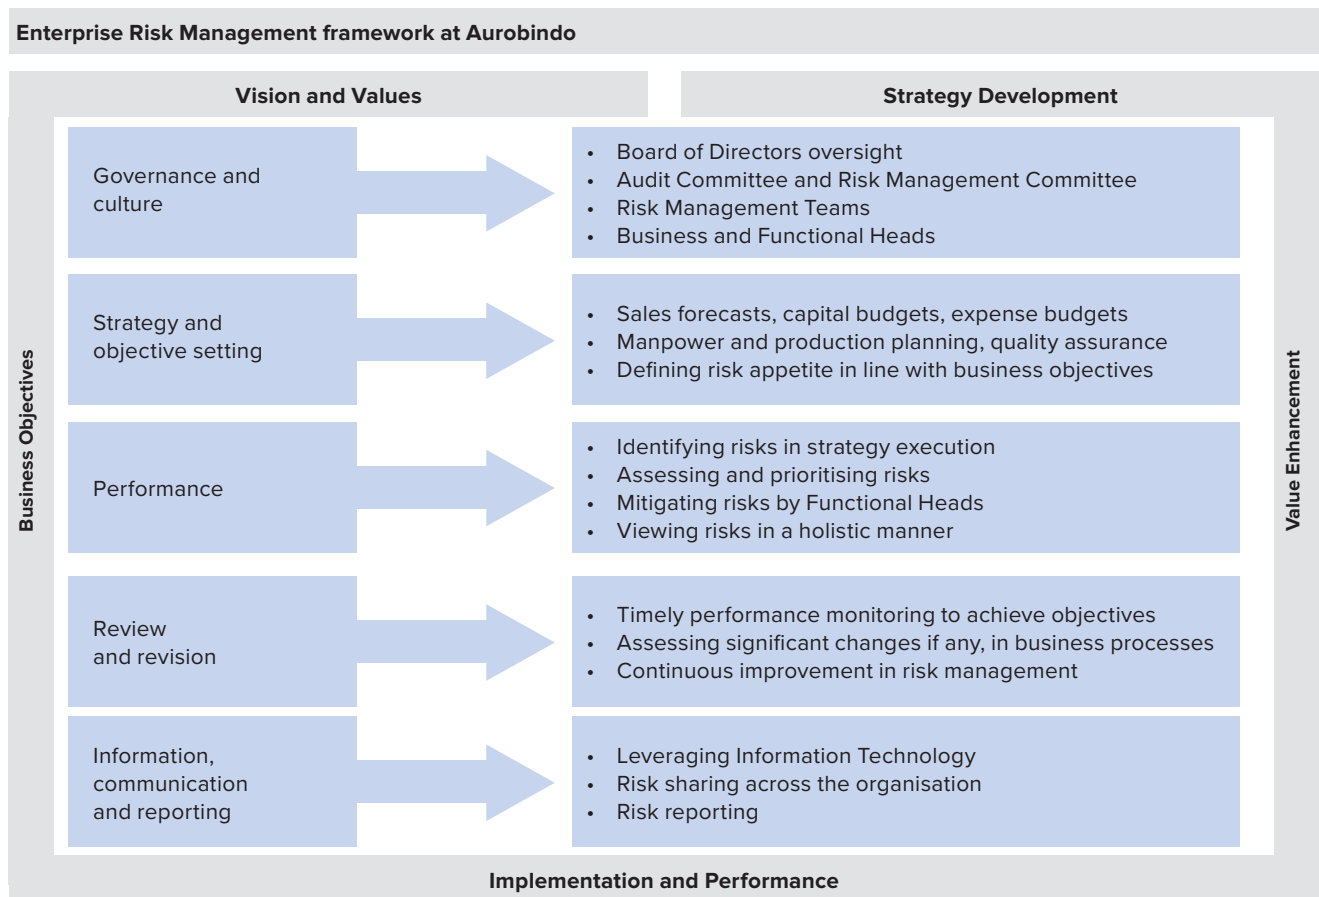 Enterprise Risk Management framework at Aurobindo
Vision and Values
Strategy Development
Business Objectives
Governance and
culture
• Board of Directors oversight
• Audit Committee and Risk Management Committee
• Risk Management Teams
• Business and Functional Heads
Strategy and
objective setting
• Sales forecasts, capital budgets, expense budgets
• Manpower and production planning, quality assurance
• Defining risk appetite in line with business objectives
Performance
• Identifying risks in strategy execution
• Assessing and prioritising risks
• Mitigating risks by Functional Heads
• Viewing risks in a holistic manner
Review
and revision
• Timely performance monitoring to achieve objectives
• Assessing significant changes if any, in business processes
• Continuous improvement in risk management
Information,
communication
and reporting
• Leveraging Information Technology
• Risk sharing across the organisation
• Risk reporting
Value Enhancement
Implementation and Performance